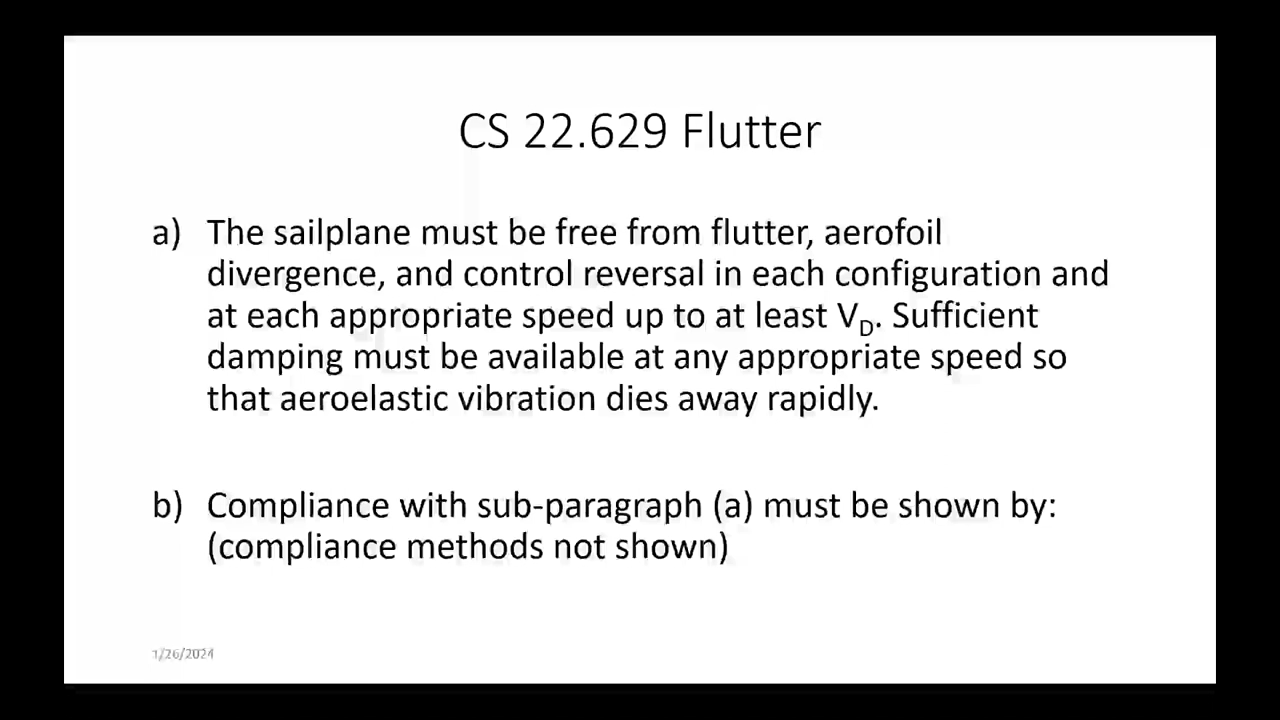 CS 22.629 Flutter
a) The sailplane must be free from flutter, aerofoil
divergence, and control reversal in each configuration and
at each appropriate speed up to at least VD. Sufficient
damping must be available at any appropriate speed so
that aeroelastic vibration dies away rapidly.
b) Compliance with sub-paragraph (a) must be shown by:
(compliance methods not shown)
1/26/2024